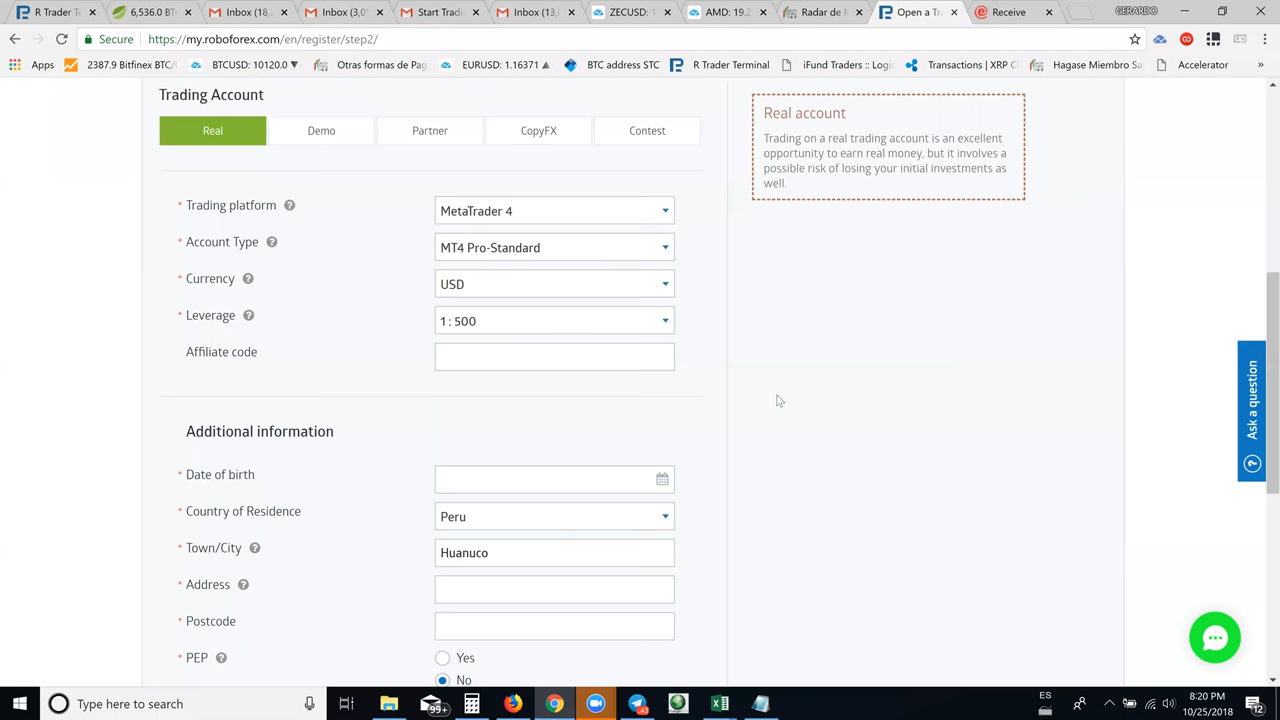 R Trader T
6,536.0 BT
Inbox (18,
Inbox (3,0
Start Tradi
Inbox (13
ZECUSD: 1
AMD: 19.2
Radar de M
Open a Tr
Receive
GERARDO
Secure https://my.roboforex.com/en/register/step2/
Apps 2387.9 Bitfinex BTC/ BTCUSD: 10120.0 ▼ Otras formas de Pag EURUSD: 1.16371 ▲ BTC address STC R Trader Terminal iFund Traders :: Logi Transactions | XRP C Hagase Miembro Sa Accelerator »
Trading Account
Real Demo Partner CopyFX Contest
Real account
Trading on a real trading account is an excellent
opportunity to earn real money, but it involves a
possible risk of losing your initial investments as
well.
* Trading platform ? MetaTrader 4
* Account Type ? MT4 Pro-Standard
* Currency ? USD
* Leverage ? 1 : 500
Affiliate code
Additional information
* Date of birth
* Country of Residence Peru
* Town/City ? Huanuco
* Address ?
* Postcode
* PEP ? Yes
No
Ask a question
?
Type here to search
99+
43
ES
8:20 PM
10/25/2018
12